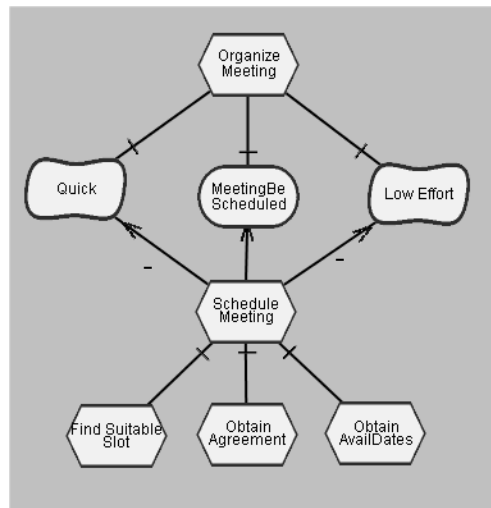 Organize
Meeting
Quick
MeetingBe
Scheduled
Low Effort
-
-
Schedule
Meeting
Find Suitable
Slot
Obtain
Agreement
Obtain
AvailDates